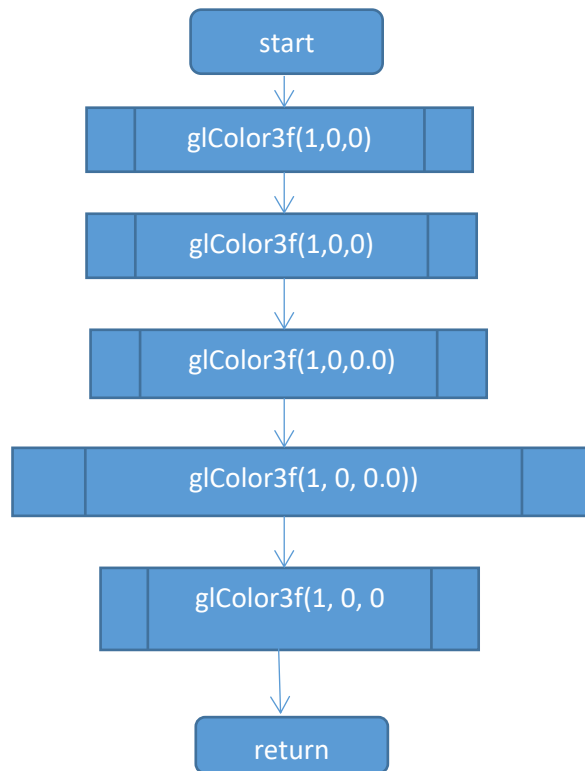 start
glColor3f(1,0,0)
glColor3f(1,0,0)
glColor3f(1,0,0.0)
glColor3f(1, 0, 0.0))
glColor3f(1, 0, 0
return